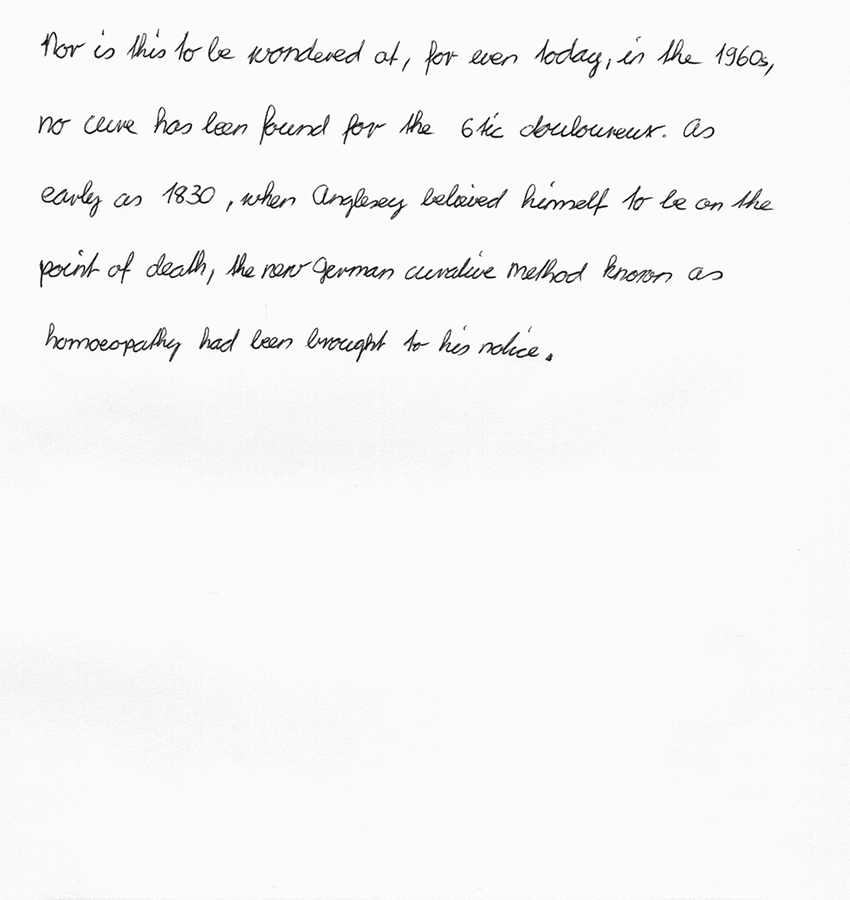 Nor is this to be wondered at, for even today, in the 1960s,
no cure has been found for the 6 tic douloureux. As
early as 1830, when Anglesey believed himself to be on the
point of death, the new German curative method known as
homoeopathy had been brought to his notice.